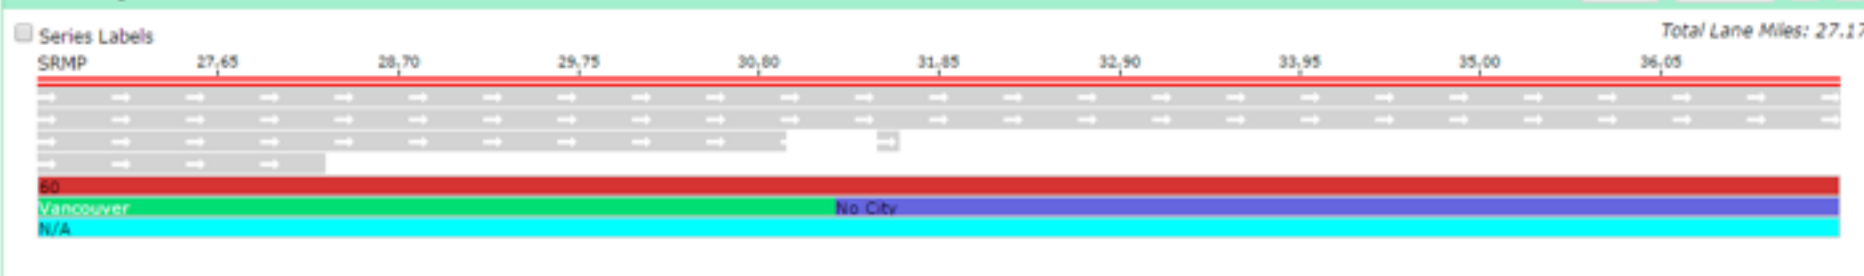 Series Labels
Total Lane Miles: 27.17
SRMP 27.65 28.70 29.75 30.80 31.85 32.90 33.95 35.00 36.05
60
Vancouver No City
N/A